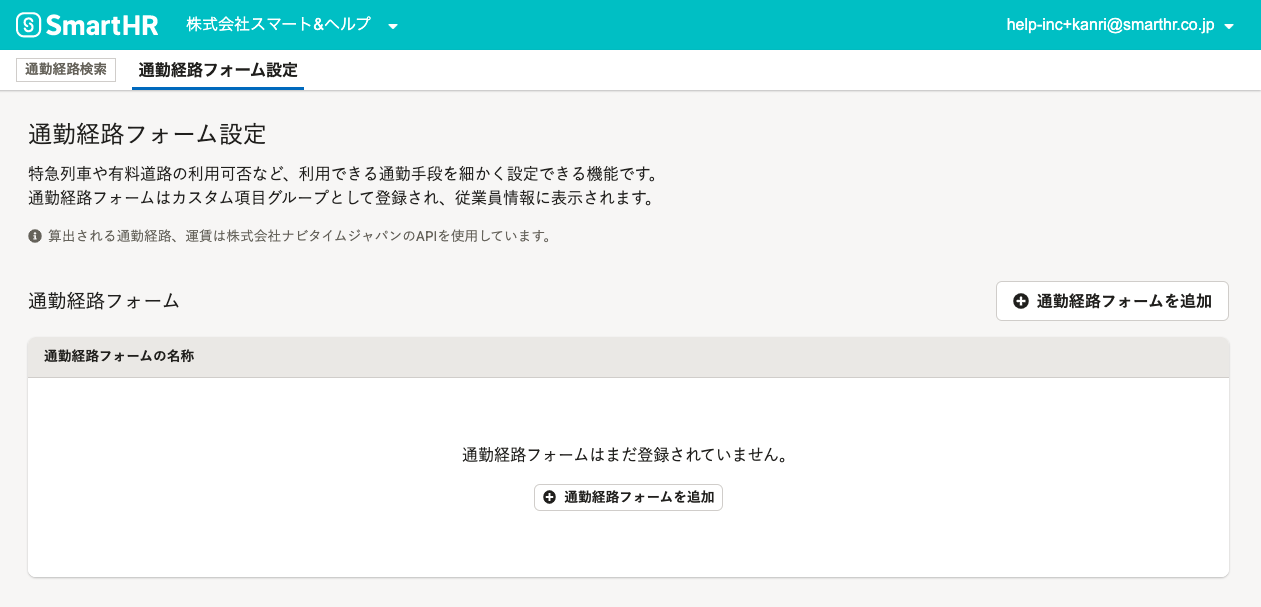 SmartHR 株式会社スマート&ヘルプ help-inc+kanri@smarthr.co.jp
通勤経路検索 通勤経路フォーム設定
通勤経路フォーム設定
特急列車や有料道路の利用可否など、利用できる通勤手段を細かく設定できる機能です。
通勤経路フォームはカスタム項目グループとして登録され、従業員情報に表示されます。
算出される通勤経路、運賃は株式会社ナビタイムジャパンのAPIを使用しています。
通勤経路フォーム 通勤経路フォームを追加
通勤経路フォームの名称
通勤経路フォームはまだ登録されていません。
通勤経路フォームを追加